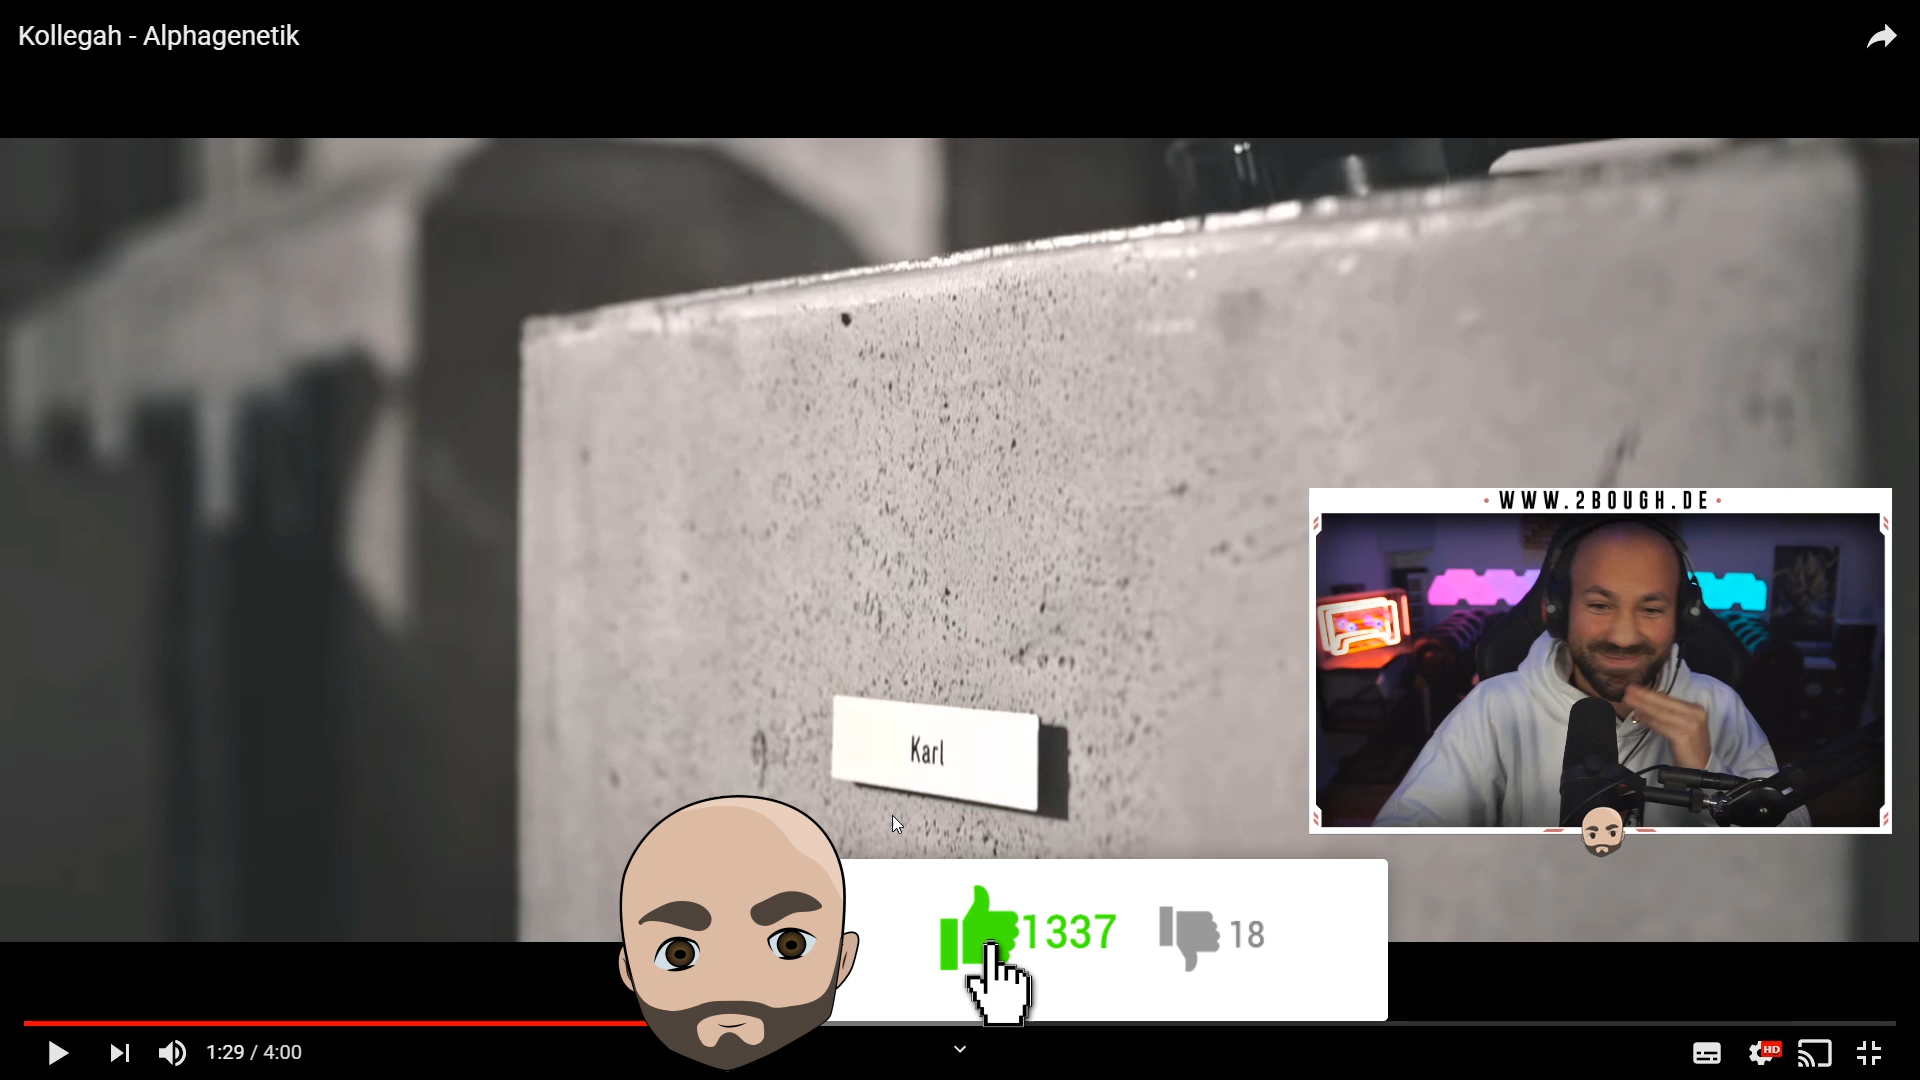 Kollegah - Alphagenetik
· WWW.2BOUGH.DE ·
Karl
1337
18
1:29 / 4:00
HD